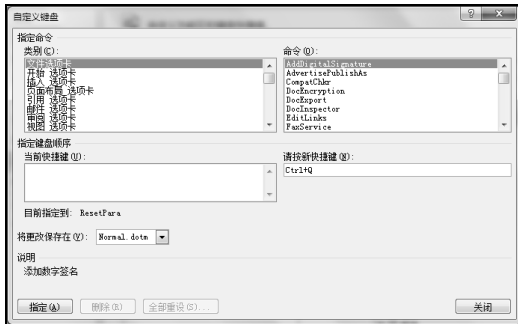 自定义键盘
指定命令
类别(C):
命令(O):
文件选项卡
开始 选项卡
插入 选项卡
页面布局 选项卡
引用 选项卡
邮件 选项卡
审阅 选项卡
视图 选项卡
AddDigitalSignature
AdvertisePublishAs
CompatChkr
DocEncryption
DocExport
DocInspector
EditLinks
FaxService
指定键盘顺序
当前快捷键(U):
请按新快捷键(N):
Ctrl+Q
目前指定到: ResetPara
将更改保存在(V): Normal.dotm
说明
添加数字签名
指定(A) 删除(R) 全部重设(S)... 关闭